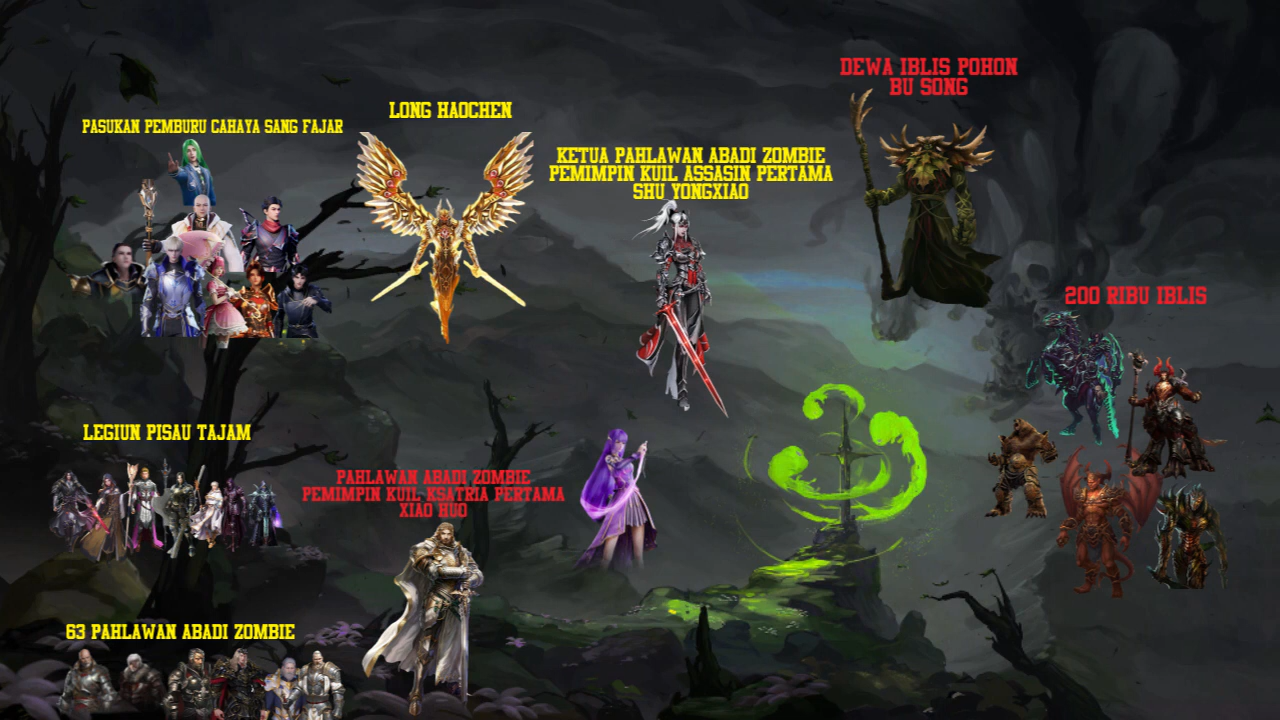 DEWA IBLIS POHON
BU SONG
LONG HAOCHEN
PASUKAN PEMBURU CAHAYA SANG FAJAR
KETUA PAHLAWAN ABADI ZOMBIE
PEMIMPIN KUIL ASSASIN PERTAMA
SHU YONGXIAO
200 RIBU IBLIS
LEGIUN PISAU TAJAM
PAHLAWAN ABADI ZOMBIE
PEMIMPIN KUIL KSATRIA PERTAMA
XIAO HUO
63 PAHLAWAN ABADI ZOMBIE